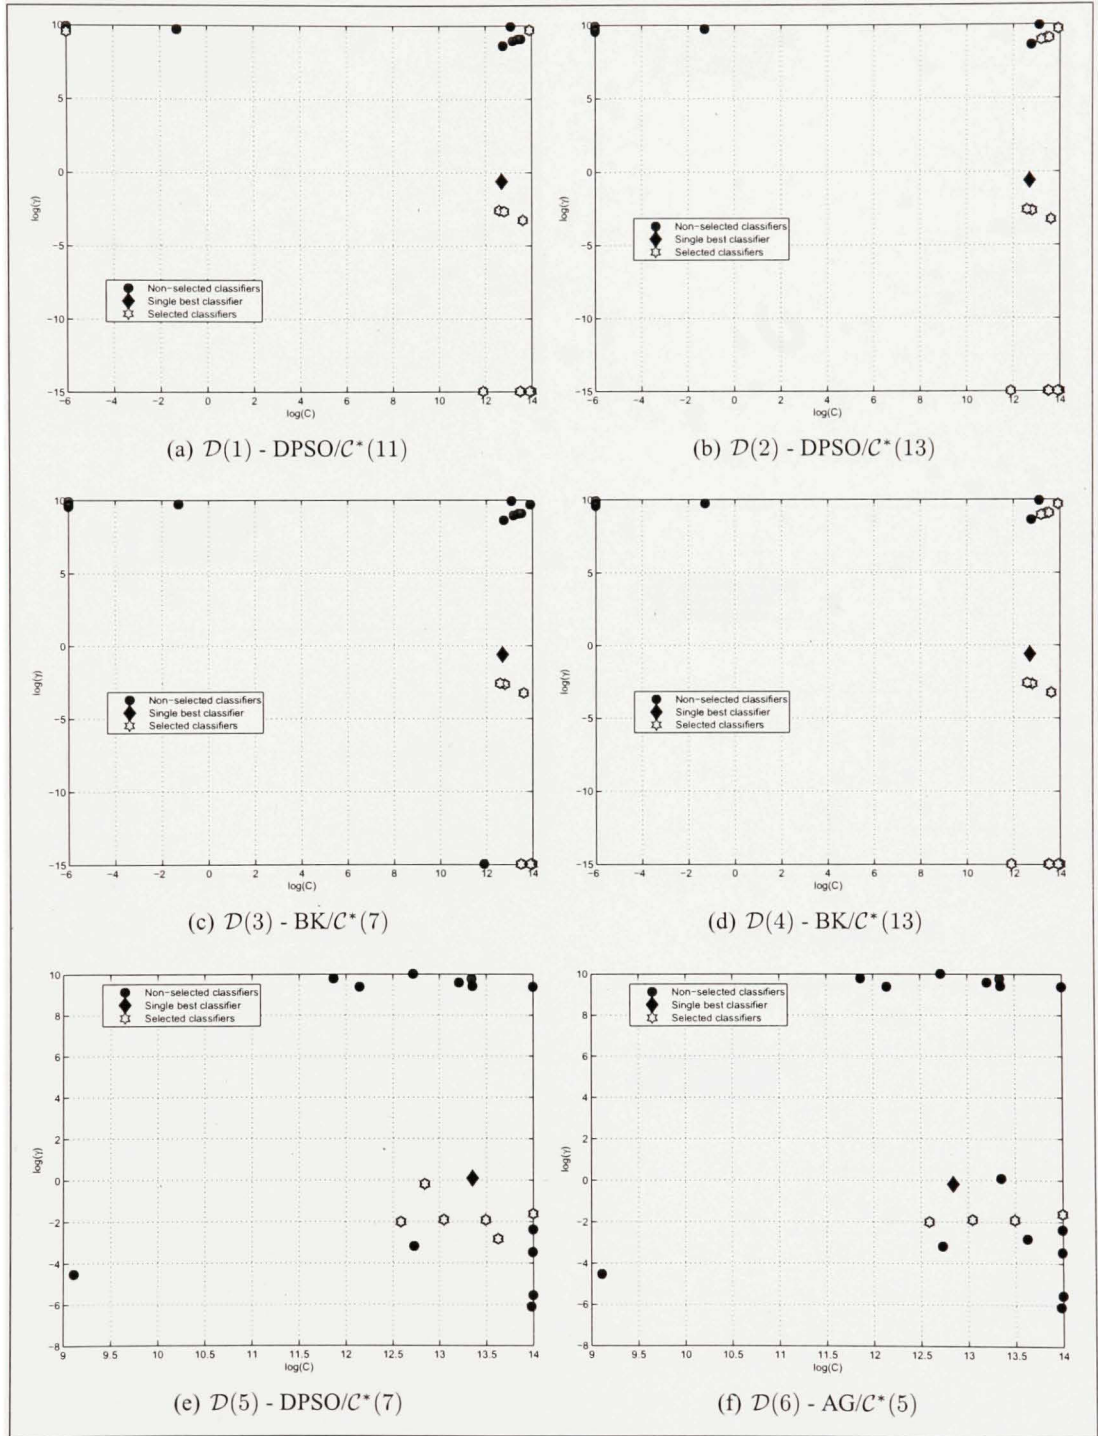 10
5
0
−5
−10
−15
log(γ)
Non−selected classifiers
Single best classifier
Selected classifiers
−6 −4 −2 0 2 4 6 8 10 12 14
log(C)
(a) 𝒟(1) - DPSO/𝒞*(11)
10
5
0
−5
−10
−15
log(γ)
Non−selected classifiers
Single best classifier
Selected classifiers
−6 −4 −2 0 2 4 6 8 10 12 14
log(C)
(b) 𝒟(2) - DPSO/𝒞*(13)
10
5
0
−5
−10
−15
log(γ)
Non−selected classifiers
Single best classifier
Selected classifiers
−6 −4 −2 0 2 4 6 8 10 12 14
log(C)
(c) 𝒟(3) - BK/𝒞*(7)
10
5
0
−5
−10
−15
log(γ)
Non−selected classifiers
Single best classifier
Selected classifiers
−6 −4 −2 0 2 4 6 8 10 12 14
log(C)
(d) 𝒟(4) - BK/𝒞*(13)
10
8
6
4
2
0
−2
−4
−6
−8
log(γ)
Non−selected classifiers
Single best classifier
Selected classifiers
9 9.5 10 10.5 11 11.5 12 12.5 13 13.5 14
log(C)
(e) 𝒟(5) - DPSO/𝒞*(7)
10
8
6
4
2
0
−2
−4
−6
−8
log(γ)
Non−selected classifiers
Single best classifier
Selected classifiers
9 9.5 10 10.5 11 11.5 12 12.5 13 13.5 14
log(C)
(f) 𝒟(6) - AG/𝒞*(5)